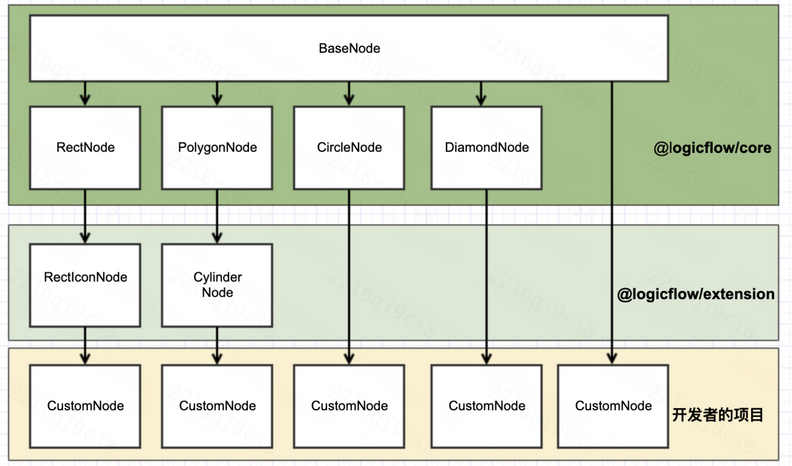 BaseNode
RectNode
PolygonNode
CircleNode
DiamondNode
@logicflow/core
RectIconNode
Cylinder
Node
@logicflow/extension
CustomNode
CustomNode
CustomNode
CustomNode
CustomNode
开发者的项目